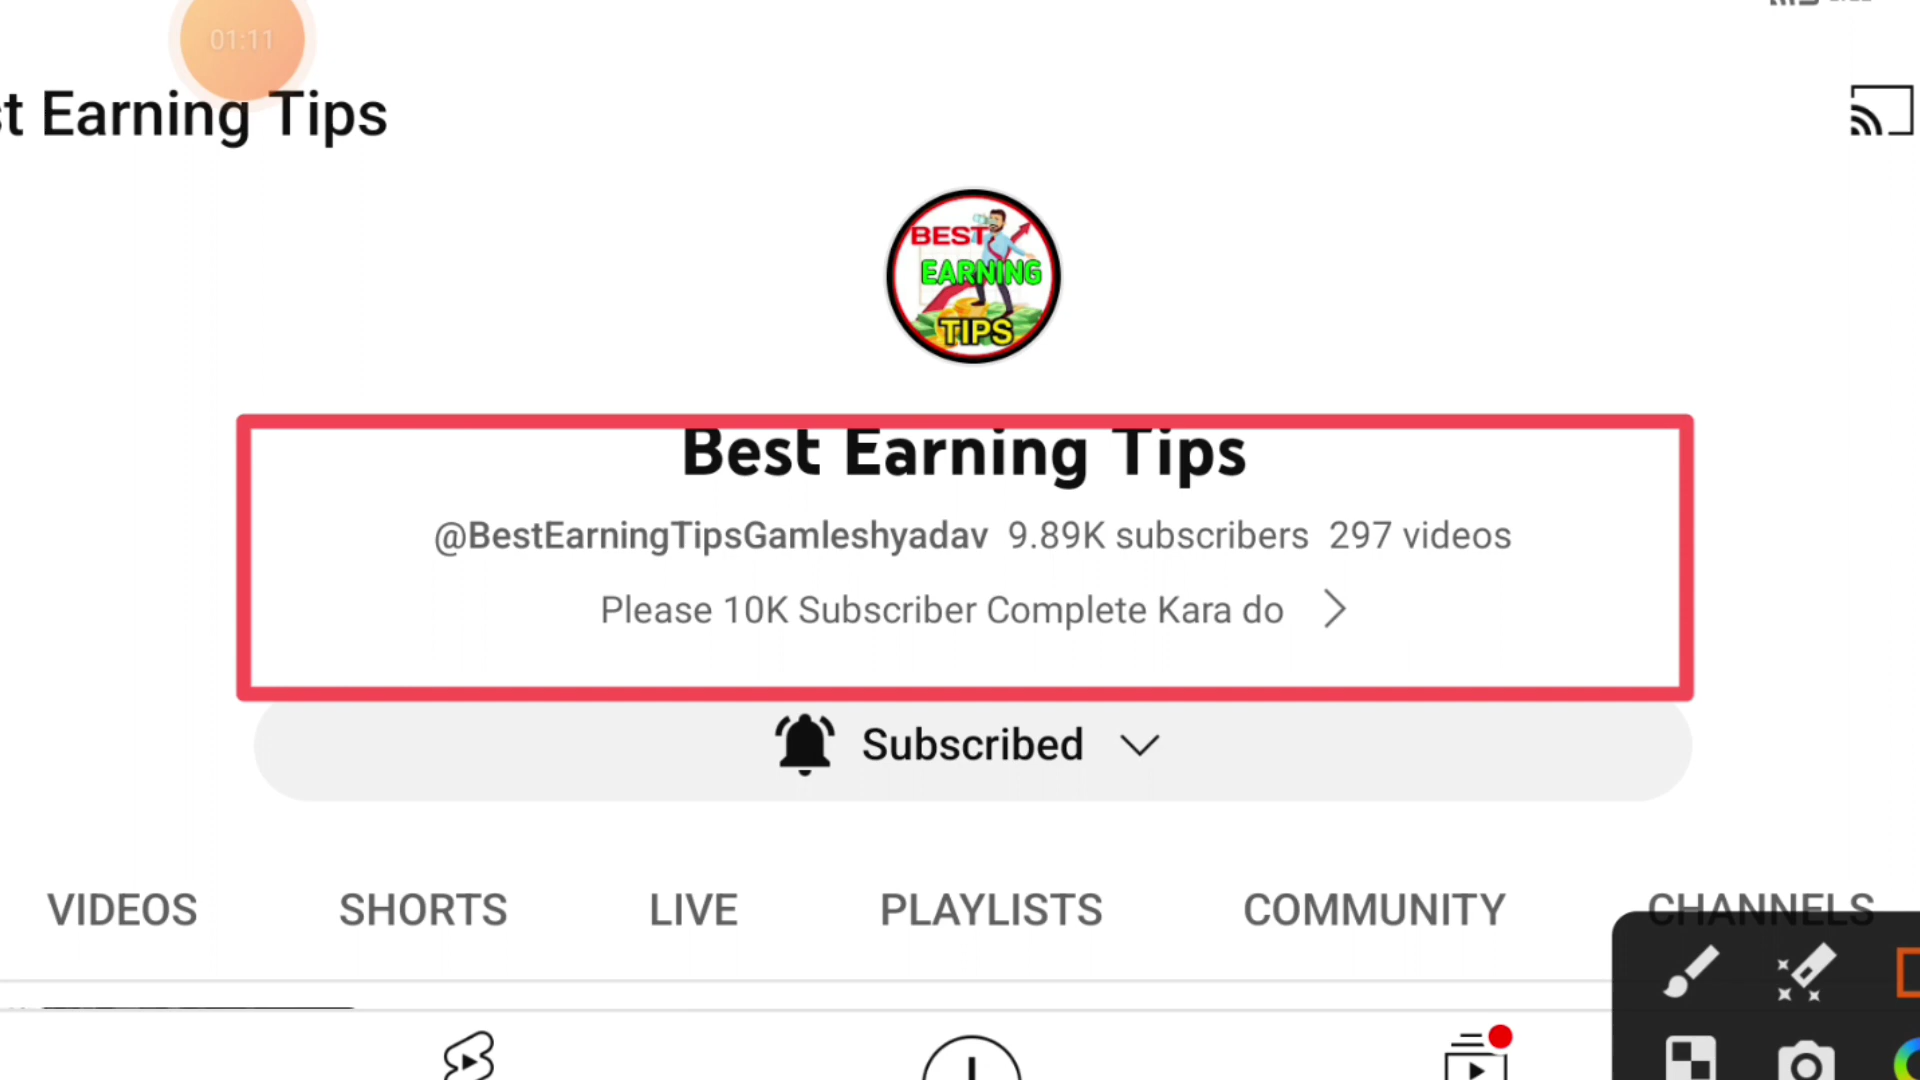 01:11
st Earning Tips
BEST
EARNING
TIPS
Best Earning Tips
@BestEarningTipsGamleshyadav 9.89K subscribers 297 videos
Please 10K Subscriber Complete Kara do
Subscribed
VIDEOS SHORTS LIVE PLAYLISTS COMMUNITY CHANNELS